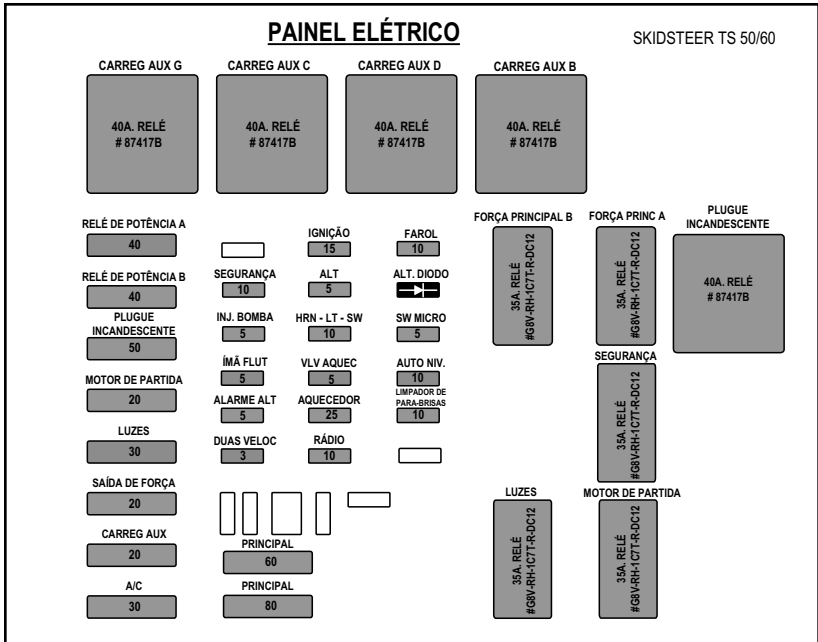 PAINEL ELÉTRICO
SKIDSTEER TS 50/60
CARREG AUX G
CARREG AUX C
CARREG AUX D
CARREG AUX B
40A. RELÉ
# 87417B
40A. RELÉ
# 87417B
40A. RELÉ
# 87417B
40A. RELÉ
# 87417B
RELÉ DE POTÊNCIA A
40
RELÉ DE POTÊNCIA B
40
PLUGUE
INCANDESCENTE
50
MOTOR DE PARTIDA
20
LUZES
30
SAÍDA DE FORÇA
20
CARREG AUX
20
A/C
30
SEGURANÇA
10
INJ. BOMBA
5
ÍMÃ FLUT
5
ALARME ALT
5
DUAS VELOC
3
IGNIÇÃO
15
ALT
5
HRN - LT - SW
10
VLV AQUEC
5
AQUECEDOR
25
RÁDIO
10
FAROL
10
ALT. DIODO
SW MICRO
5
AUTO NIV.
10
LIMPADOR DE
PARA-BRISAS
10
PRINCIPAL
60
PRINCIPAL
80
FORÇA PRINCIPAL B
35A. RELÉ
#G8V-RH-1C7T-R-DC12
FORÇA PRINC A
35A. RELÉ
#G8V-RH-1C7T-R-DC12
PLUGUE
INCANDESCENTE
40A. RELÉ
# 87417B
SEGURANÇA
35A. RELÉ
#G8V-RH-1C7T-R-DC12
LUZES
35A. RELÉ
#G8V-RH-1C7T-R-DC12
MOTOR DE PARTIDA
35A. RELÉ
#G8V-RH-1C7T-R-DC12